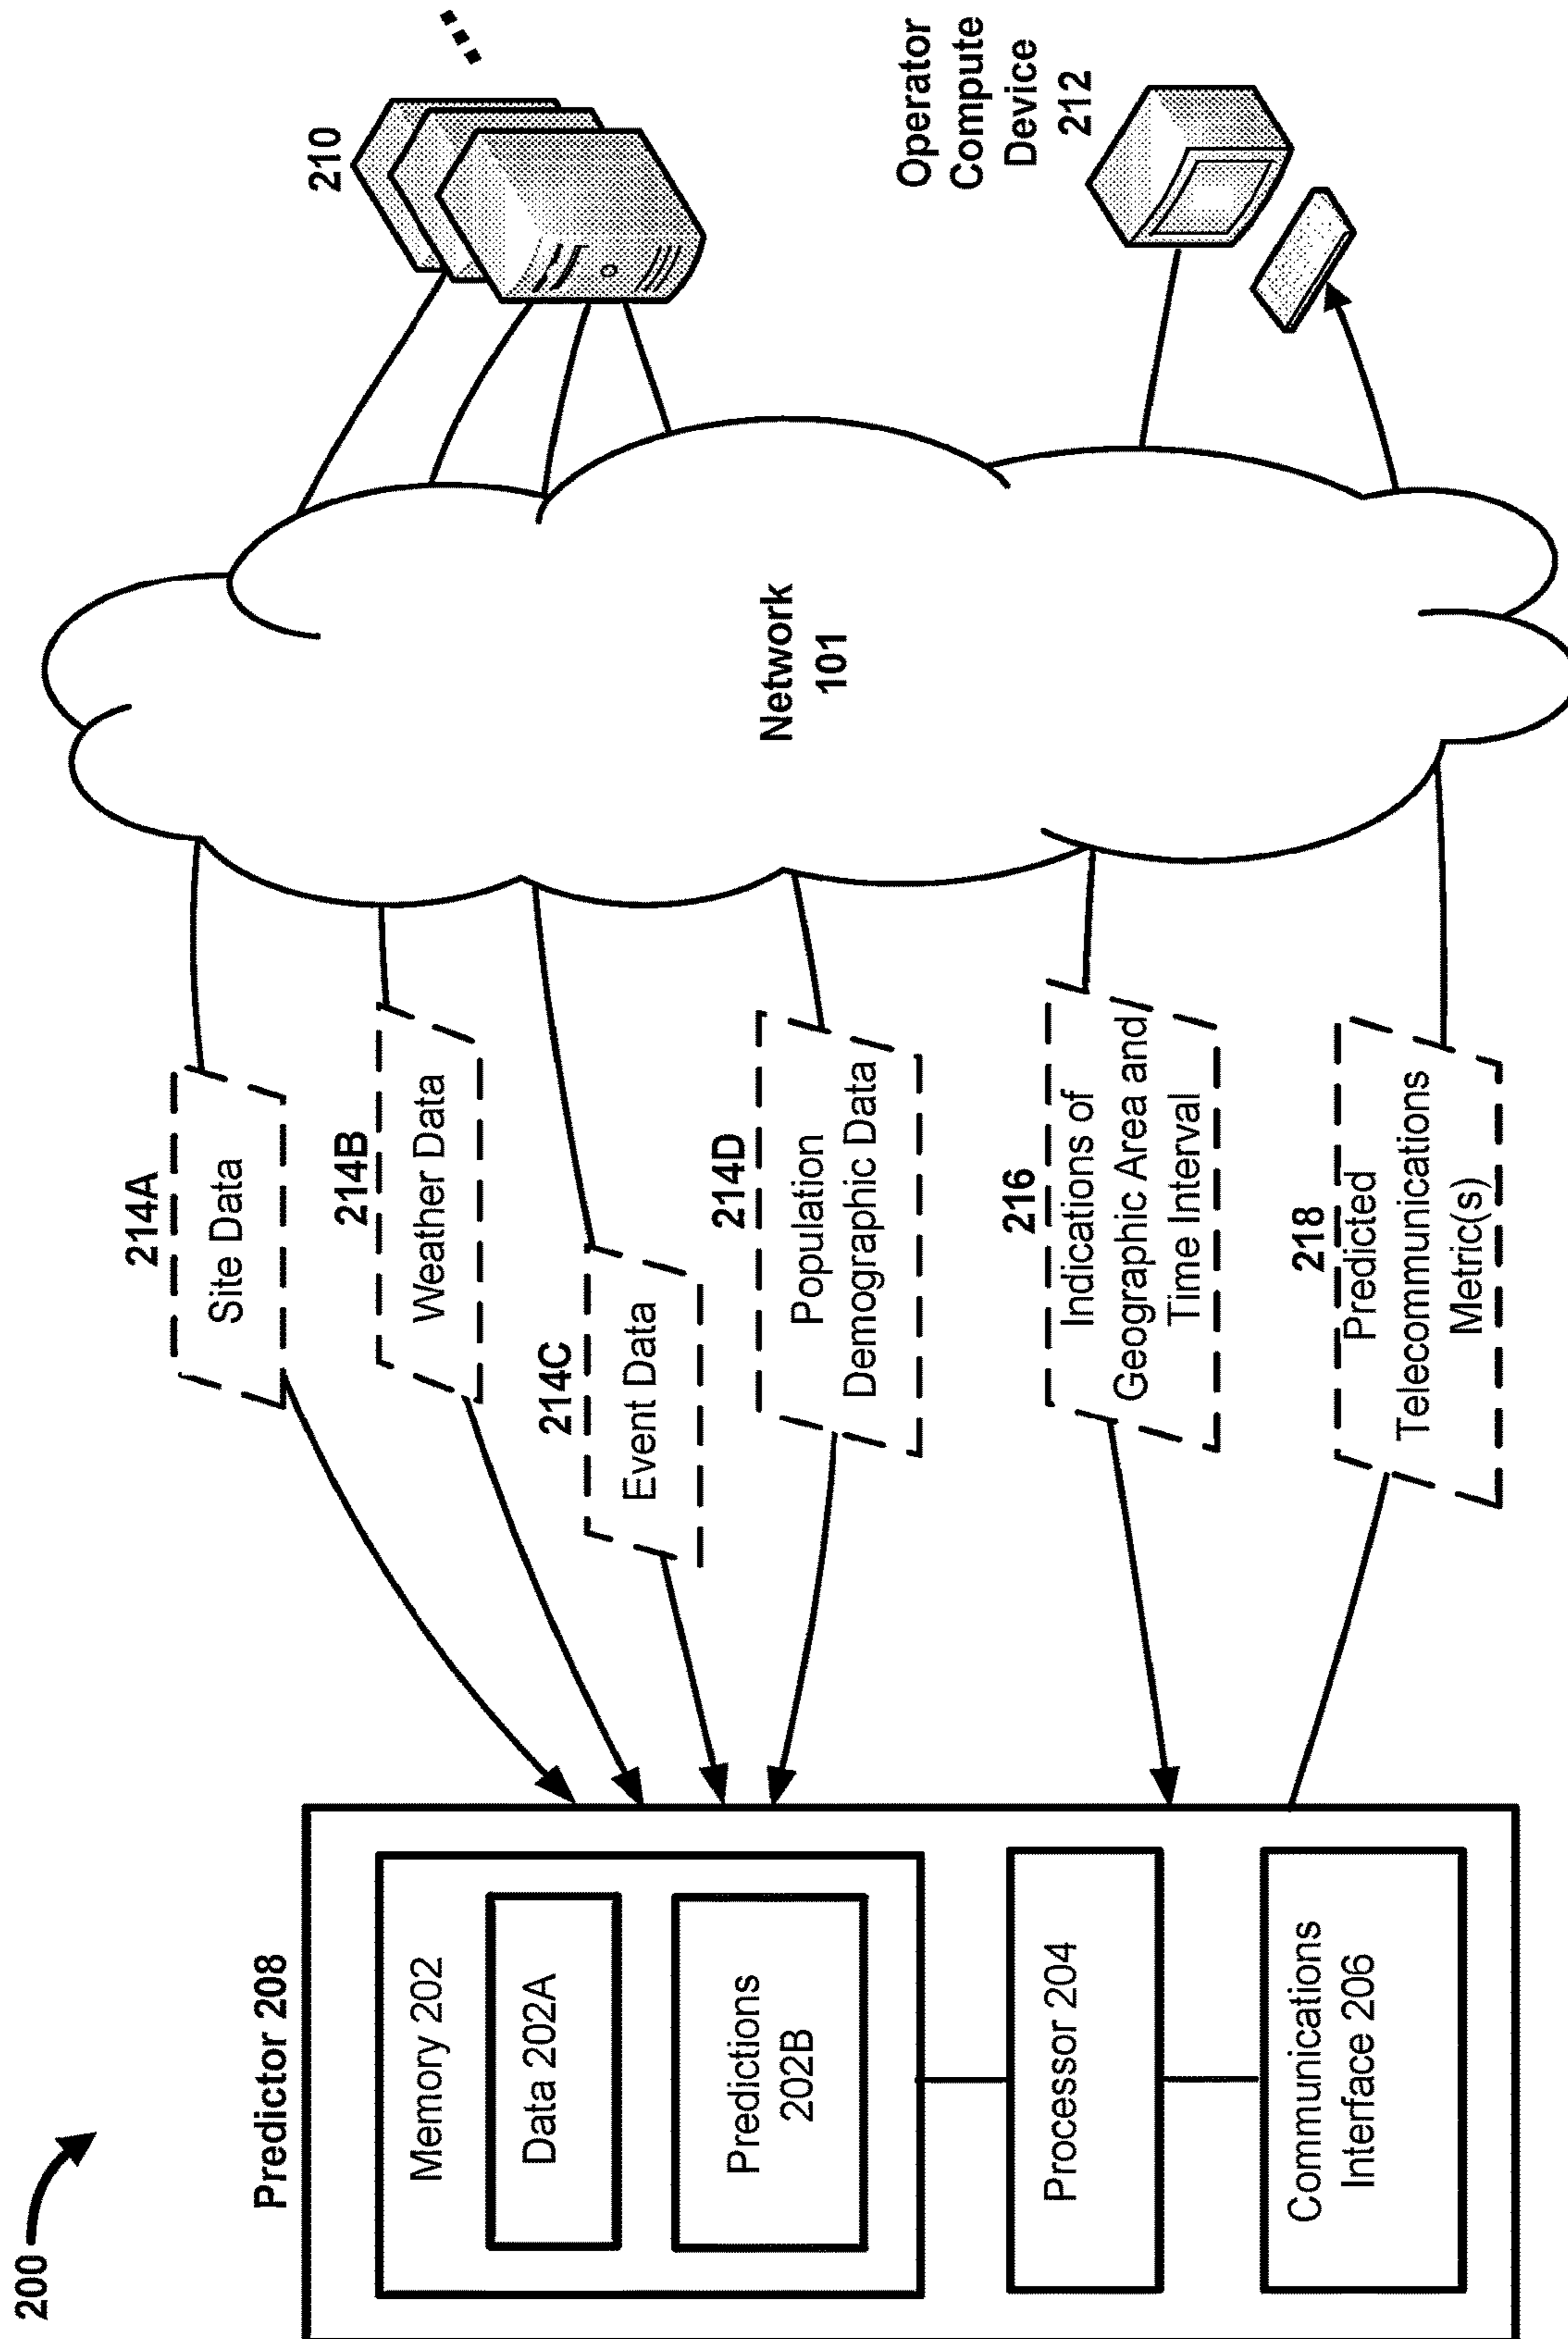 200
Predictor 208
Memory 202
Data 202A
Predictions
202B
Processor 204
Communications
Interface 206
214A
Site Data
214B
Weather Data
214C
Event Data
214D
Population
Demographic Data
216
Indications of
Geographic Area and
Time Interval
218
Predicted
Telecommunications
Metric(s)
Network
101
210
Operator
Compute
Device
212